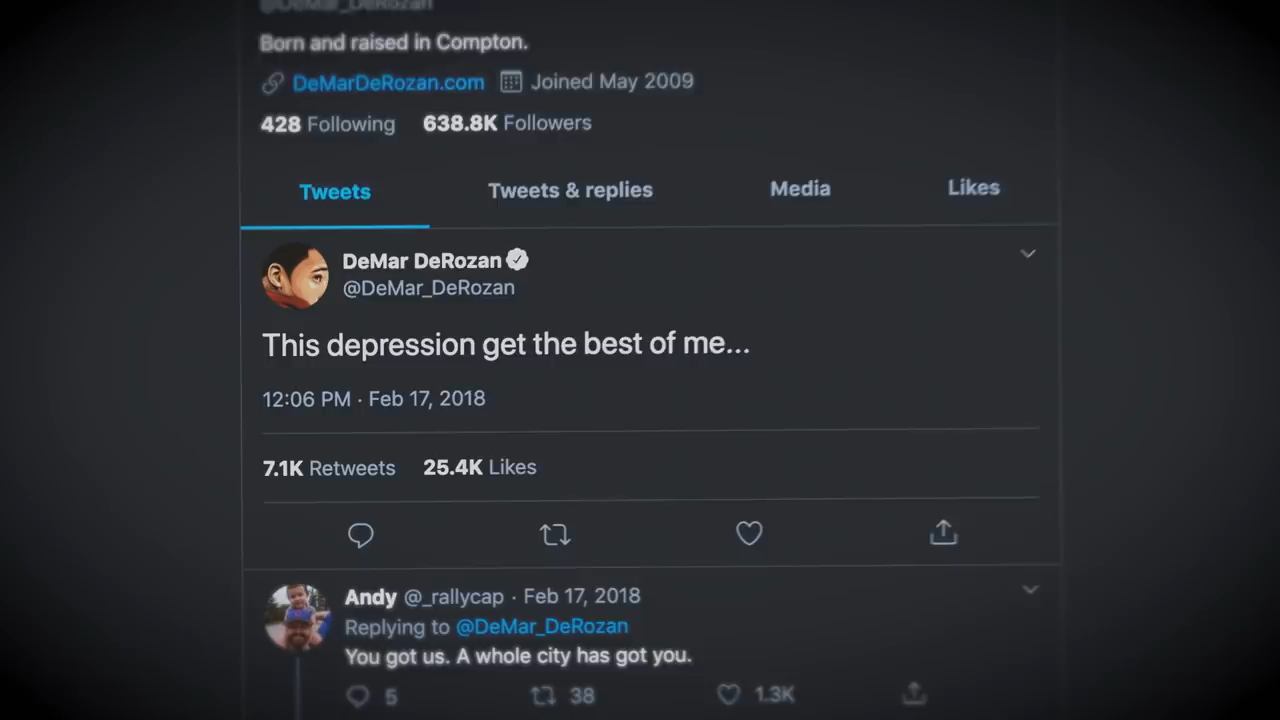 @DeMar_DeRozan
Born and raised in Compton.
DeMarDeRozan.com Joined May 2009
428 Following 638.8K Followers
Tweets Tweets & replies Media Likes
DeMar DeRozan
@DeMar_DeRozan
This depression get the best of me...
12:06 PM · Feb 17, 2018
7.1K Retweets 25.4K Likes
Andy @_rallycap · Feb 17, 2018
Replying to @DeMar_DeRozan
You got us. A whole city has got you.
5 38 1.3K